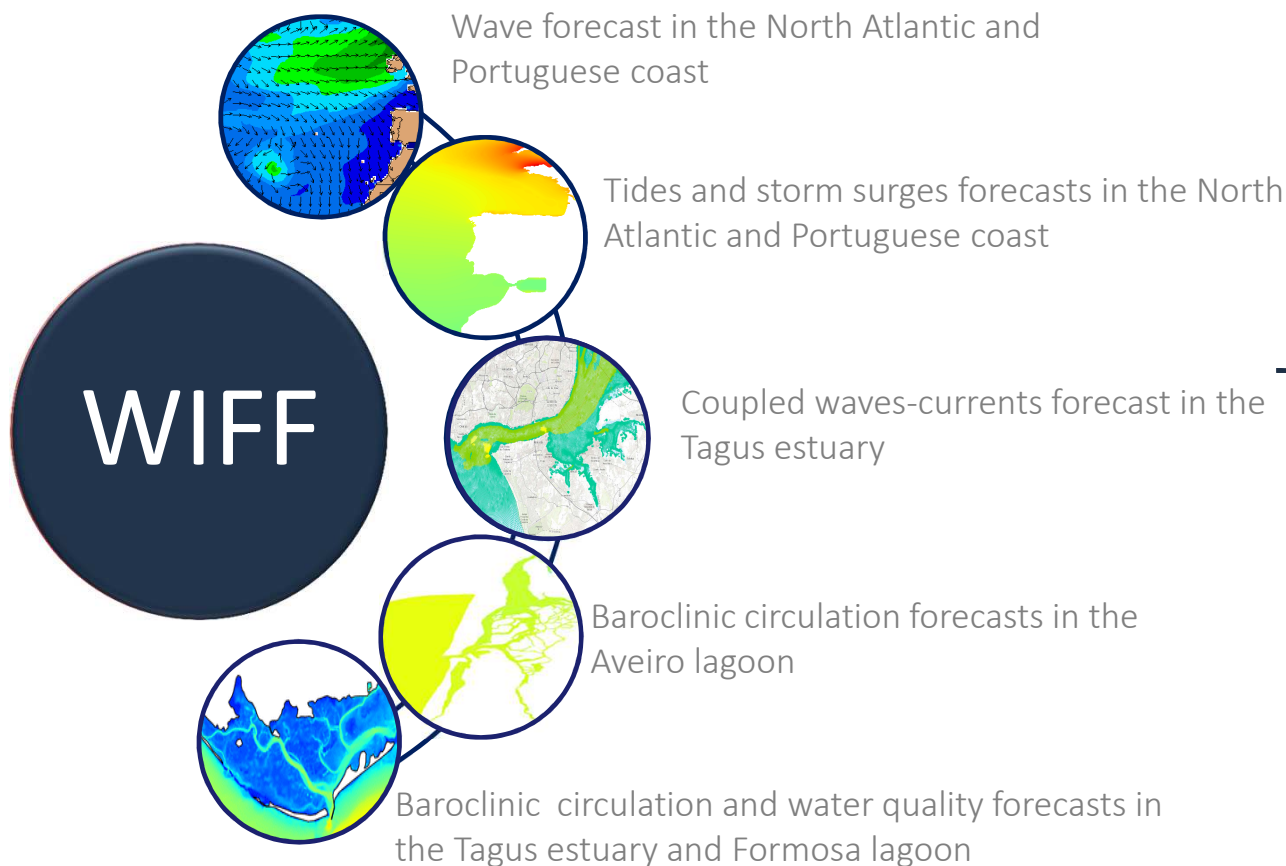 Wave forecast in the North Atlantic and
Portuguese coast
Tides and storm surges forecasts in the North
Atlantic and Portuguese coast
WIFF
Coupled waves-currents forecast in the
Tagus estuary
Baroclinic circulation forecasts in the
Aveiro lagoon
Baroclinic circulation and water quality forecasts in
the Tagus estuary and Formosa lagoon